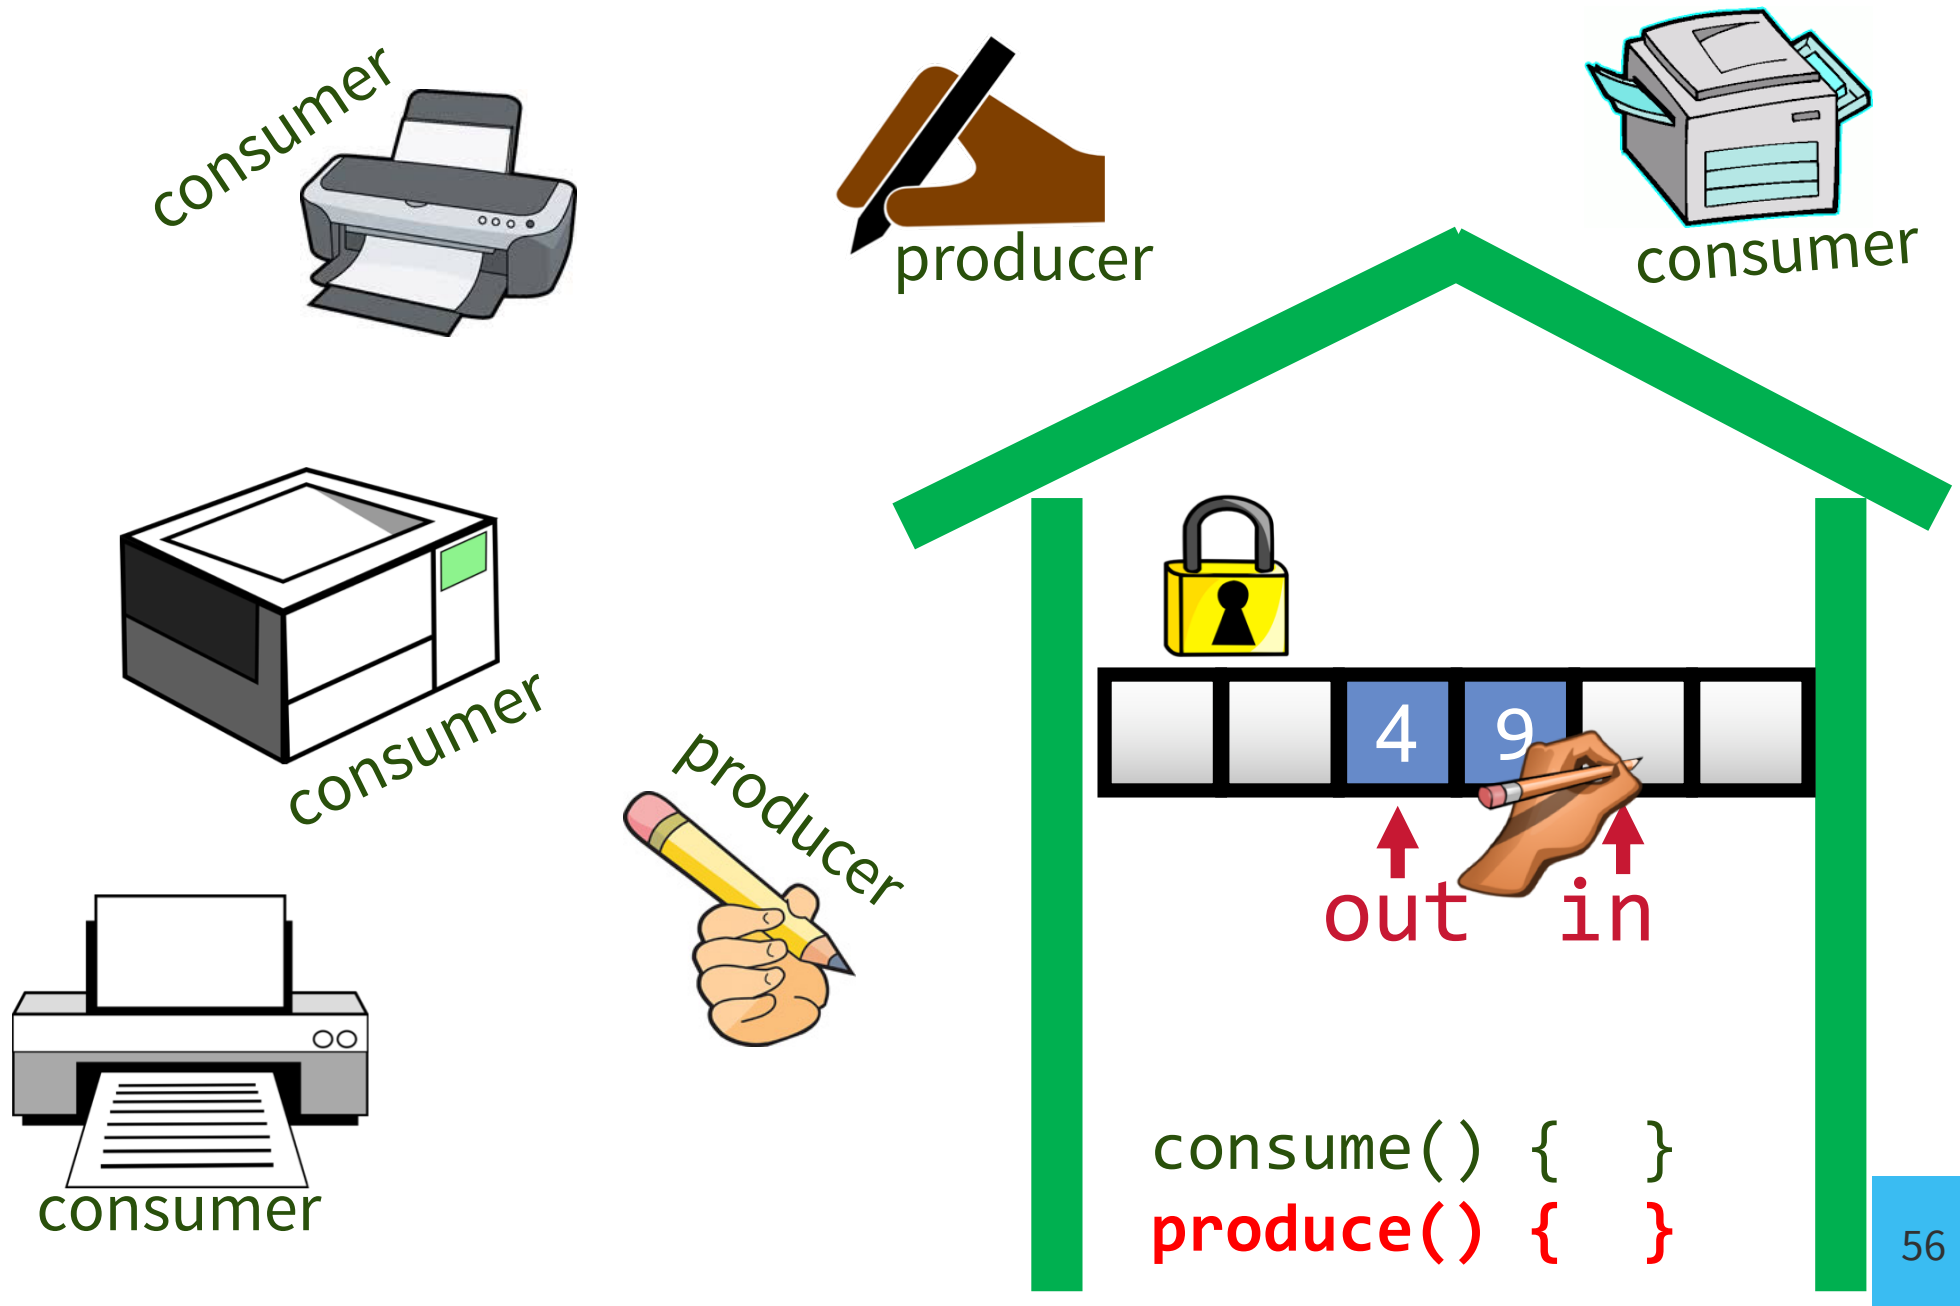 consumer
producer
consumer
consumer
producer
4 9
out in
consume() { }
consumer
produce() { }
56